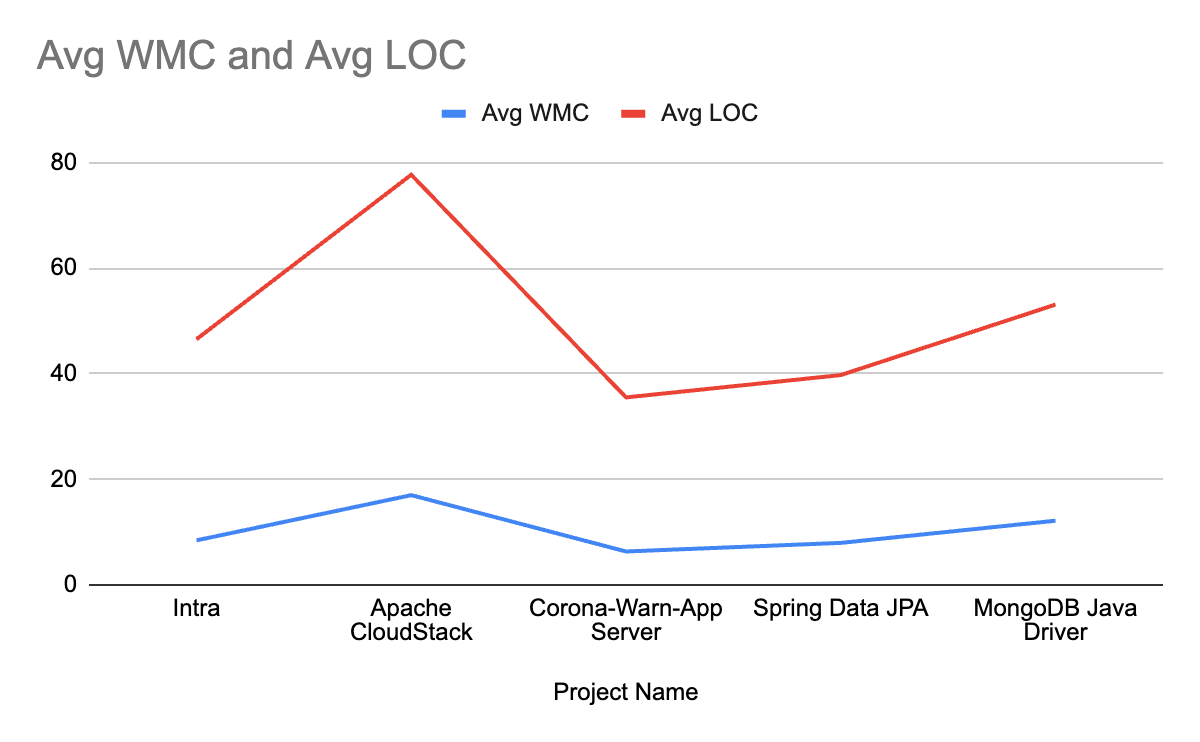 Avg WMC and Avg LOC
Avg WMC
Avg LOC
80
60
40
20
0
Intra
Apache
CloudStack
Corona-Warn-App
Server
Spring Data JPA
MongoDB Java
Driver
Project Name